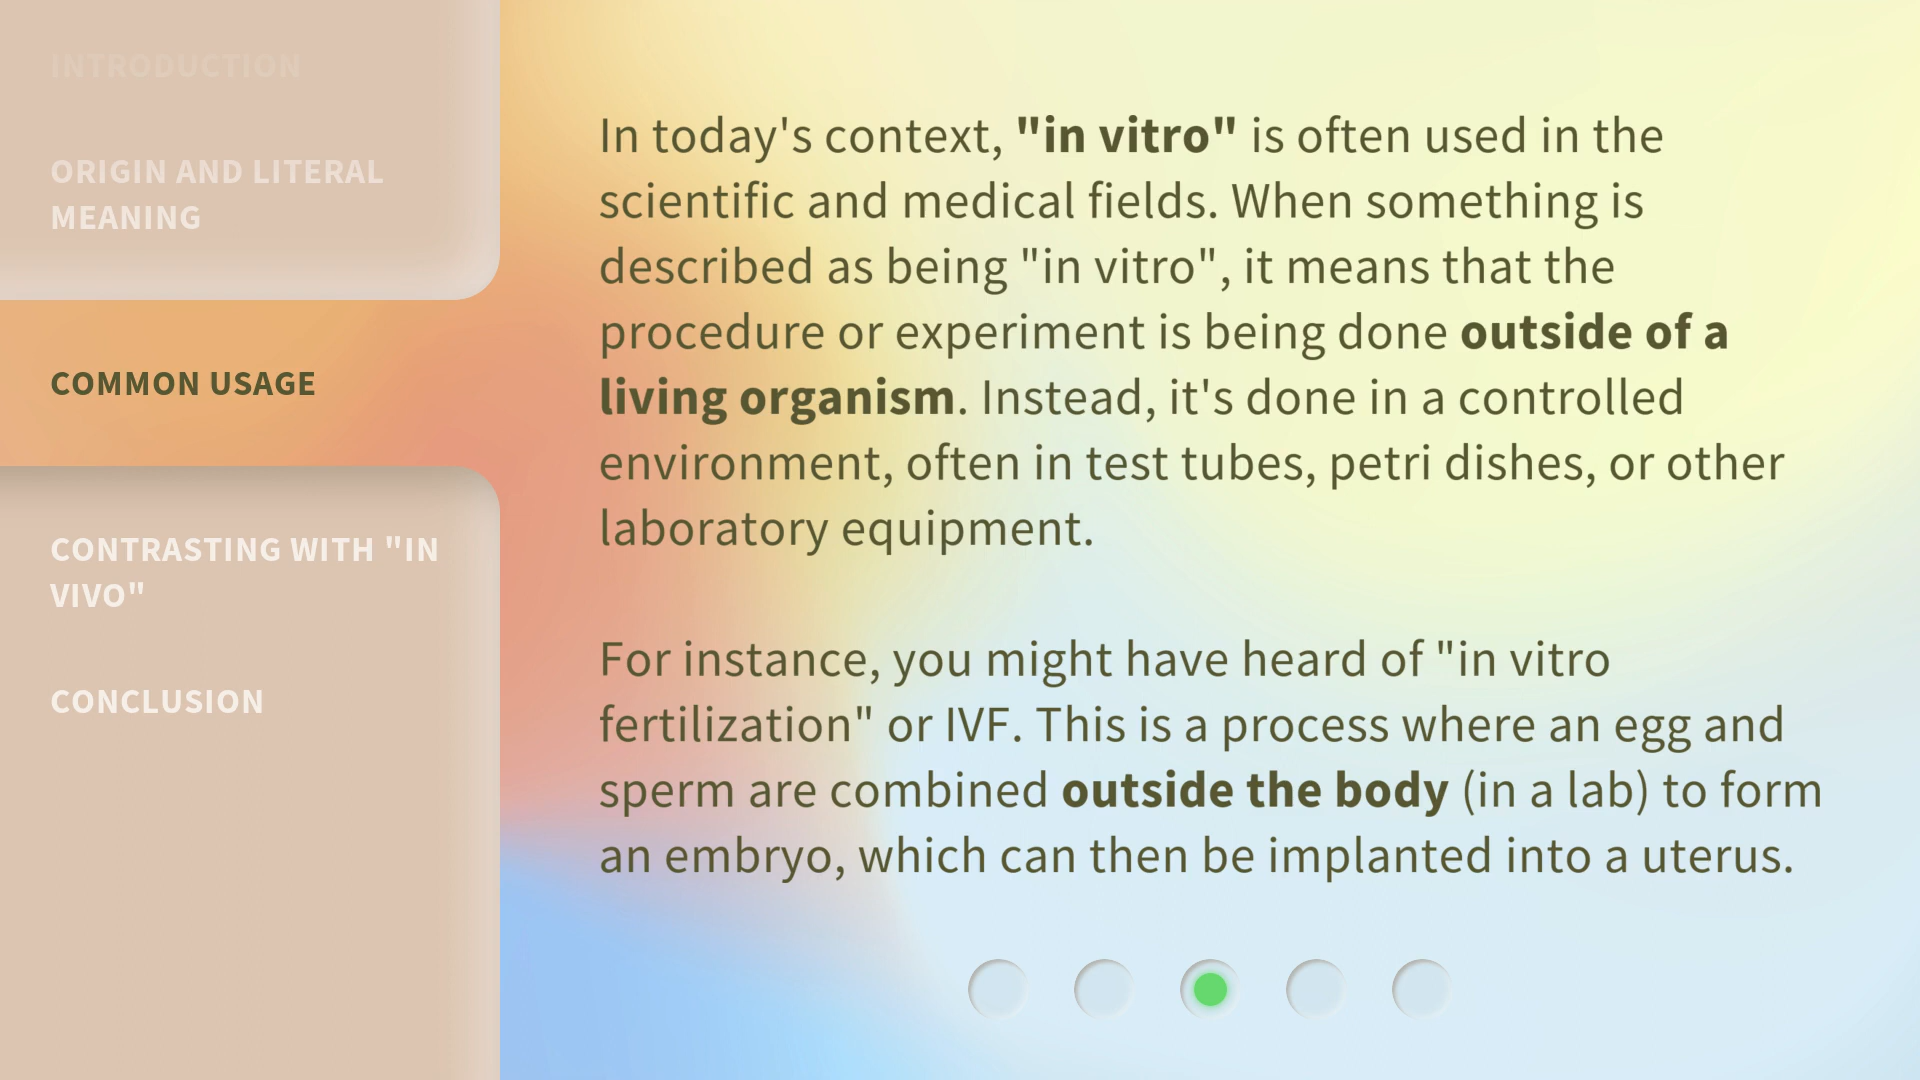 INTRODUCTION
ORIGIN AND LITERAL
MEANING
COMMON USAGE
CONTRASTING WITH "IN
VIVO"
CONCLUSION
In today's context, "in vitro" is often used in the
scientific and medical fields. When something is
described as being "in vitro", it means that the
procedure or experiment is being done outside of a
living organism. Instead, it's done in a controlled
environment, often in test tubes, petri dishes, or other
laboratory equipment.
For instance, you might have heard of "in vitro
fertilization" or IVF. This is a process where an egg and
sperm are combined outside the body (in a lab) to form
an embryo, which can then be implanted into a uterus.